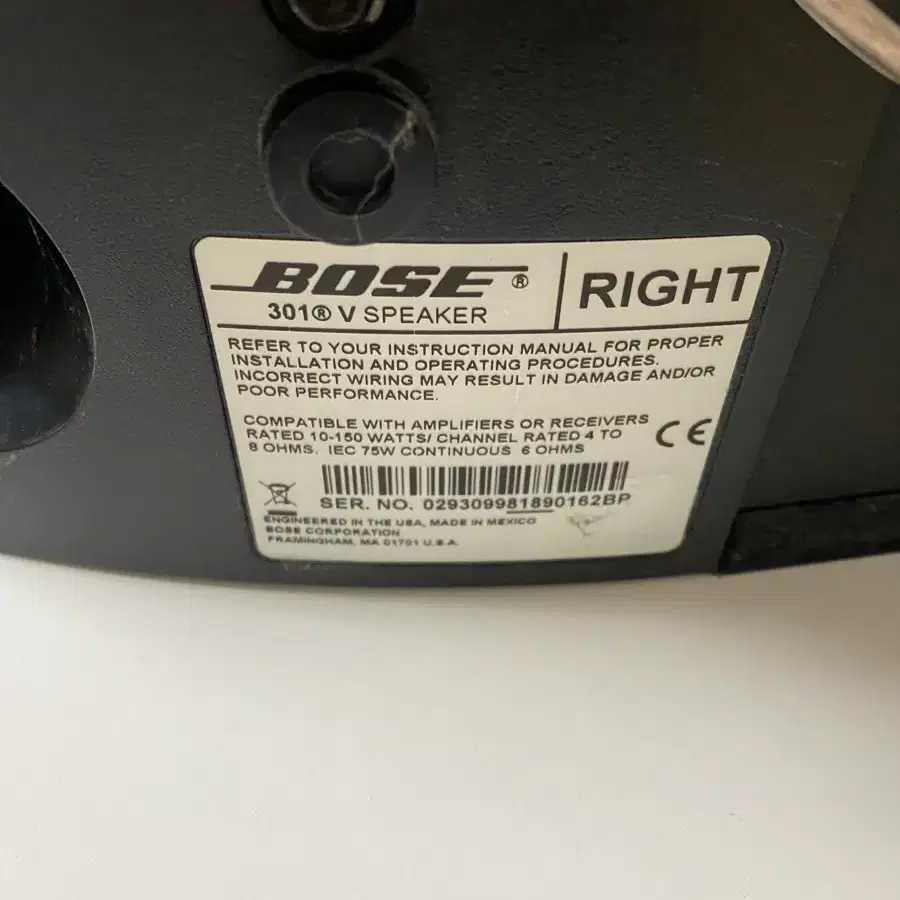 BOSE®
RIGHT
301® V SPEAKER
REFER TO YOUR INSTRUCTION MANUAL FOR PROPER
INSTALLATION AND OPERATING PROCEDURES.
INCORRECT WIRING MAY RESULT IN DAMAGE AND/OR
POOR PERFORMANCE.
COMPATIBLE WITH AMPLIFIERS OR RECEIVERS
RATED 10-150 WATTS/ CHANNEL RATED 4 TO
8 OHMS. IEC 75W CONTINUOUS 6 OHMS
CE
SER. NO. 029309981890162BP
ENGINEERED IN THE USA, MADE IN MEXICO
BOSE CORPORATION
FRAMINGHAM, MA 01701 U.S.A.